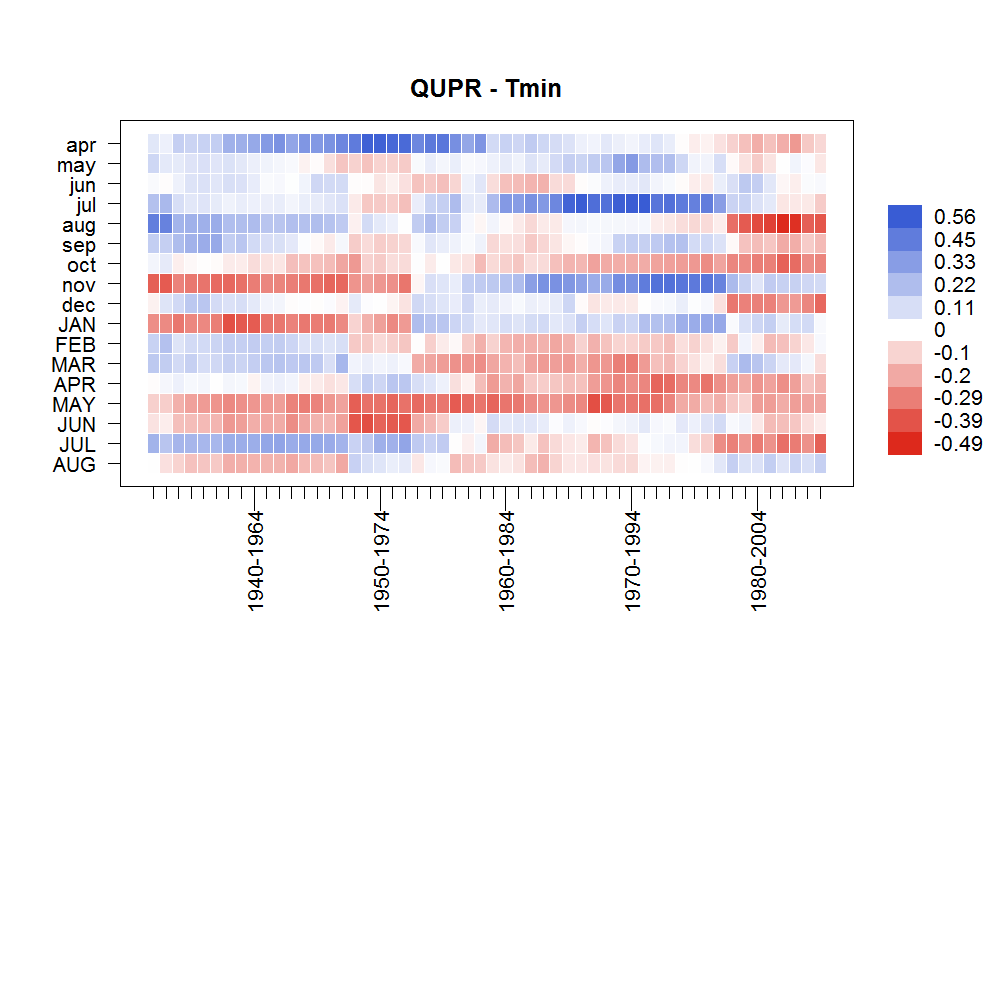 QUPR - Tmin
apr
may
jun
jul
aug
sep
oct
nov
dec
JAN
FEB
MAR
APR
MAY
JUN
JUL
AUG
0.56
0.45
0.33
0.22
0.11
0
-0.1
-0.2
-0.29
-0.39
-0.49
1940-1964
1950-1974
1960-1984
1970-1994
1980-2004